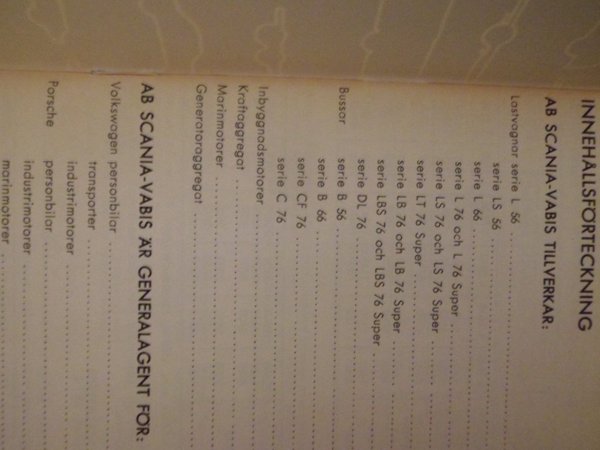 INNEHÅLLSFÖRTECKNING
AB SCANIA-VABIS TILLVERKAR:
Lastvagnar serie L 56
serie LS 56
serie L 66
serie L 76 och L 76 Super
serie LS 76 och LS 76 Super
serie LT 76 Super
serie LB 76 och LB 76 Super
serie LBS 76 och LBS 76 Super
serie DL 76
Bussar serie B 56
serie B 66
serie CF 76
serie C 76
Inbyggnadsmotorer
Kraftaggregat
Marinmotorer
Generatoraggregat
AB SCANIA-VABIS ÄR GENERALAGENT FÖR:
Volkswagen personbilar
transporter
industrimotorer
Porsche personbilar
industrimotorer
marinmotorer